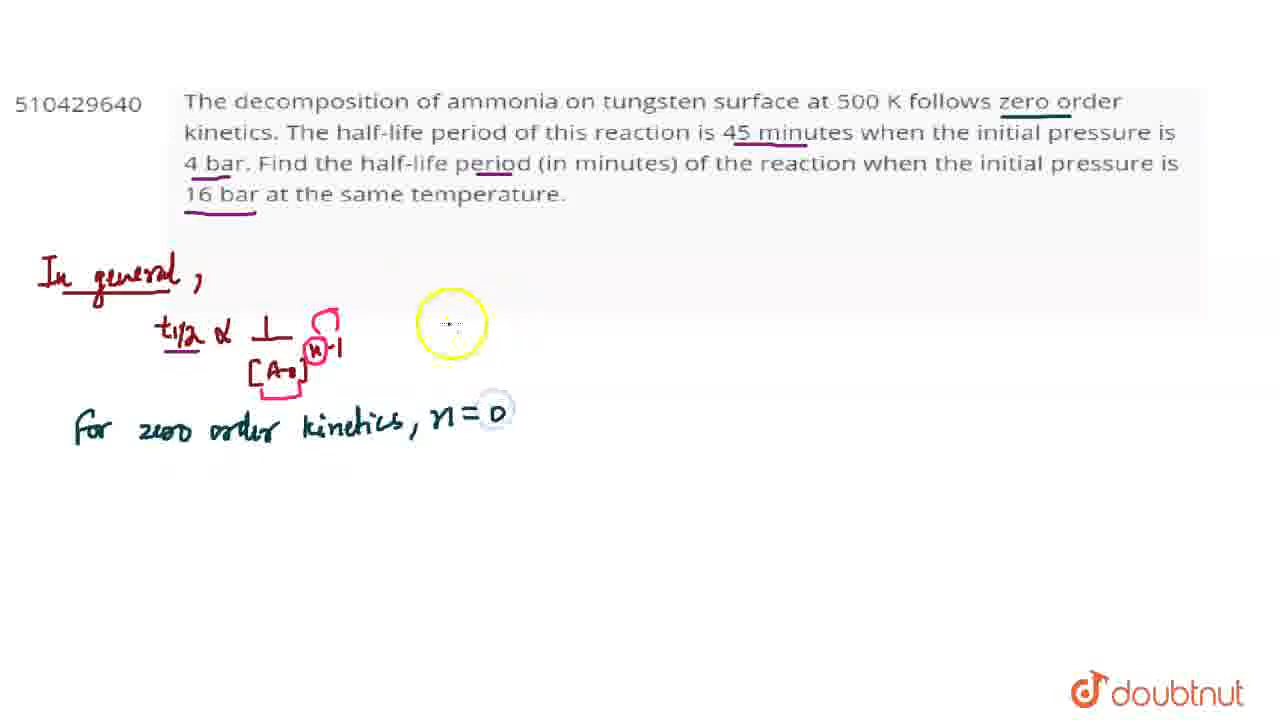 510429640
The decomposition of ammonia on tungsten surface at 500 K follows zero order
kinetics. The half-life period of this reaction is 45 minutes when the initial pressure is
4 bar. Find the half-life period (in minutes) of the reaction when the initial pressure is
16 bar at the same temperature.
In general,
t1/2 ∝ 1/[A0]^n-1
For zero order kinetics, n = 0
doubtnut